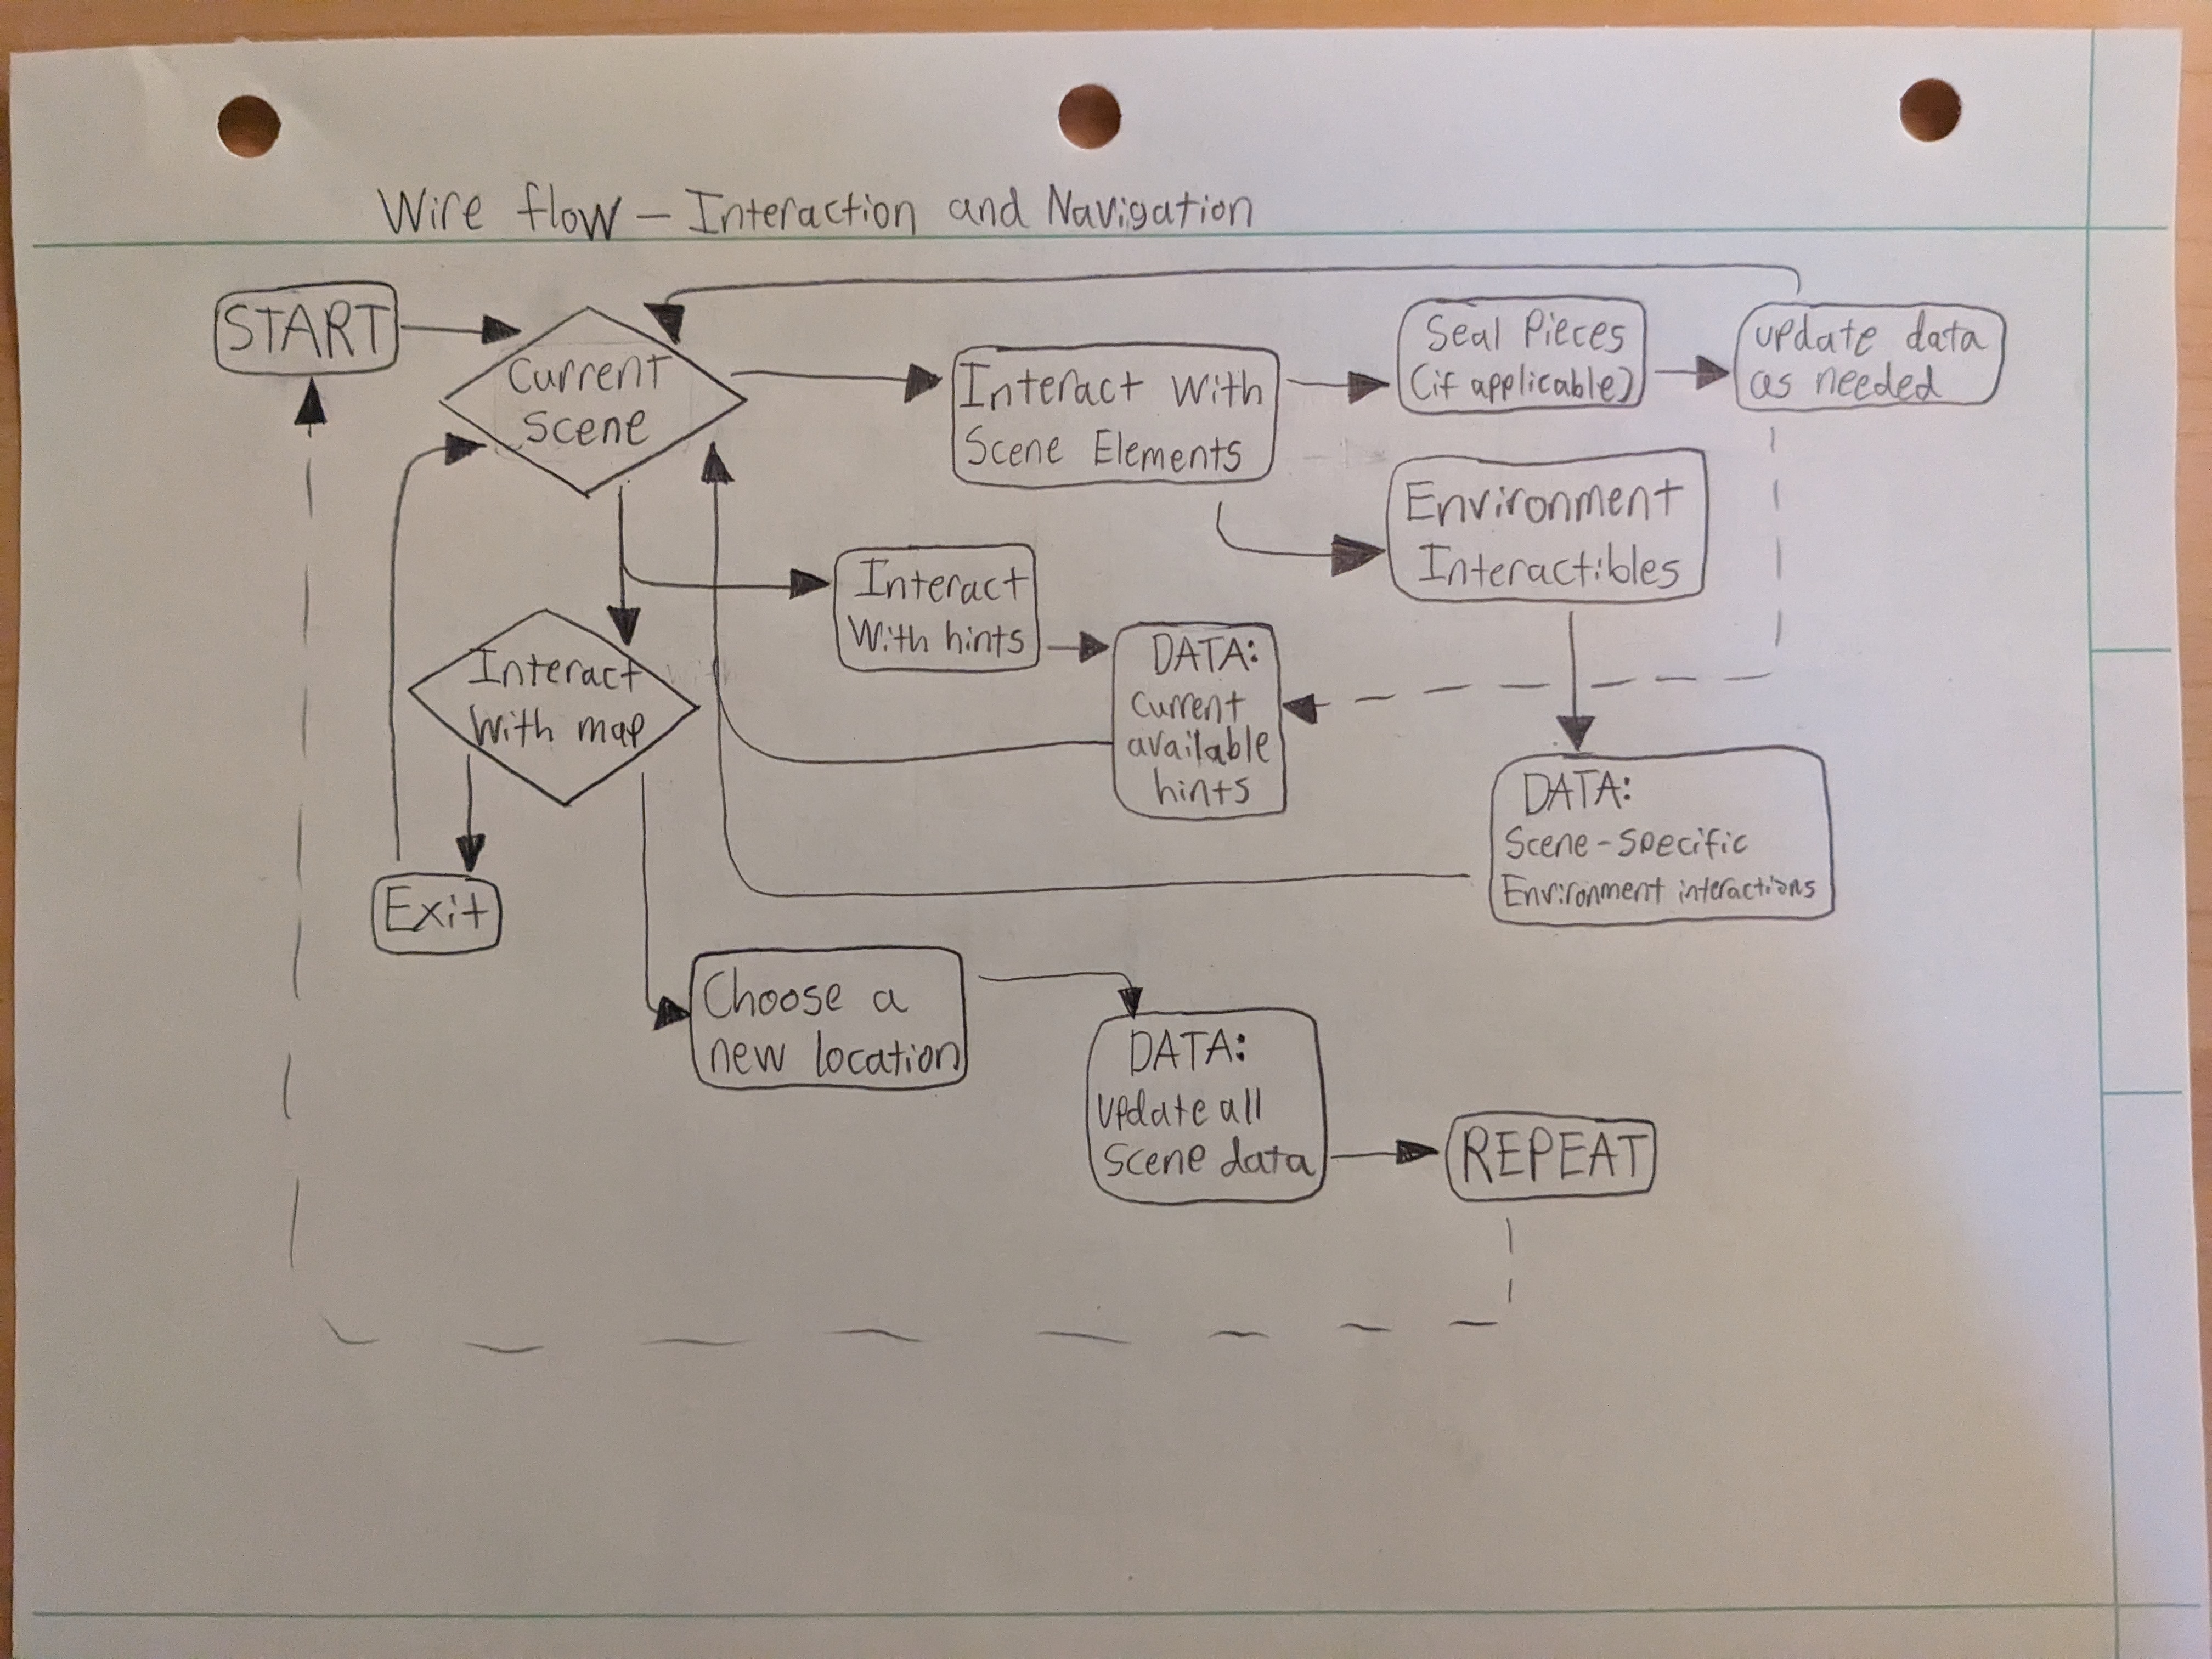 Wire flow – Interaction and Navigation
START
Current
Scene
Interact With
Scene Elements
Seal Pieces
(if applicable)
update data
as needed
Environment
Interactibles
Interact
With hints
DATA:
Current
available
hints
Interact
With map
DATA:
Scene-Specific
Environment interactions
Exit
Choose a
new location
DATA:
update all
Scene data
REPEAT